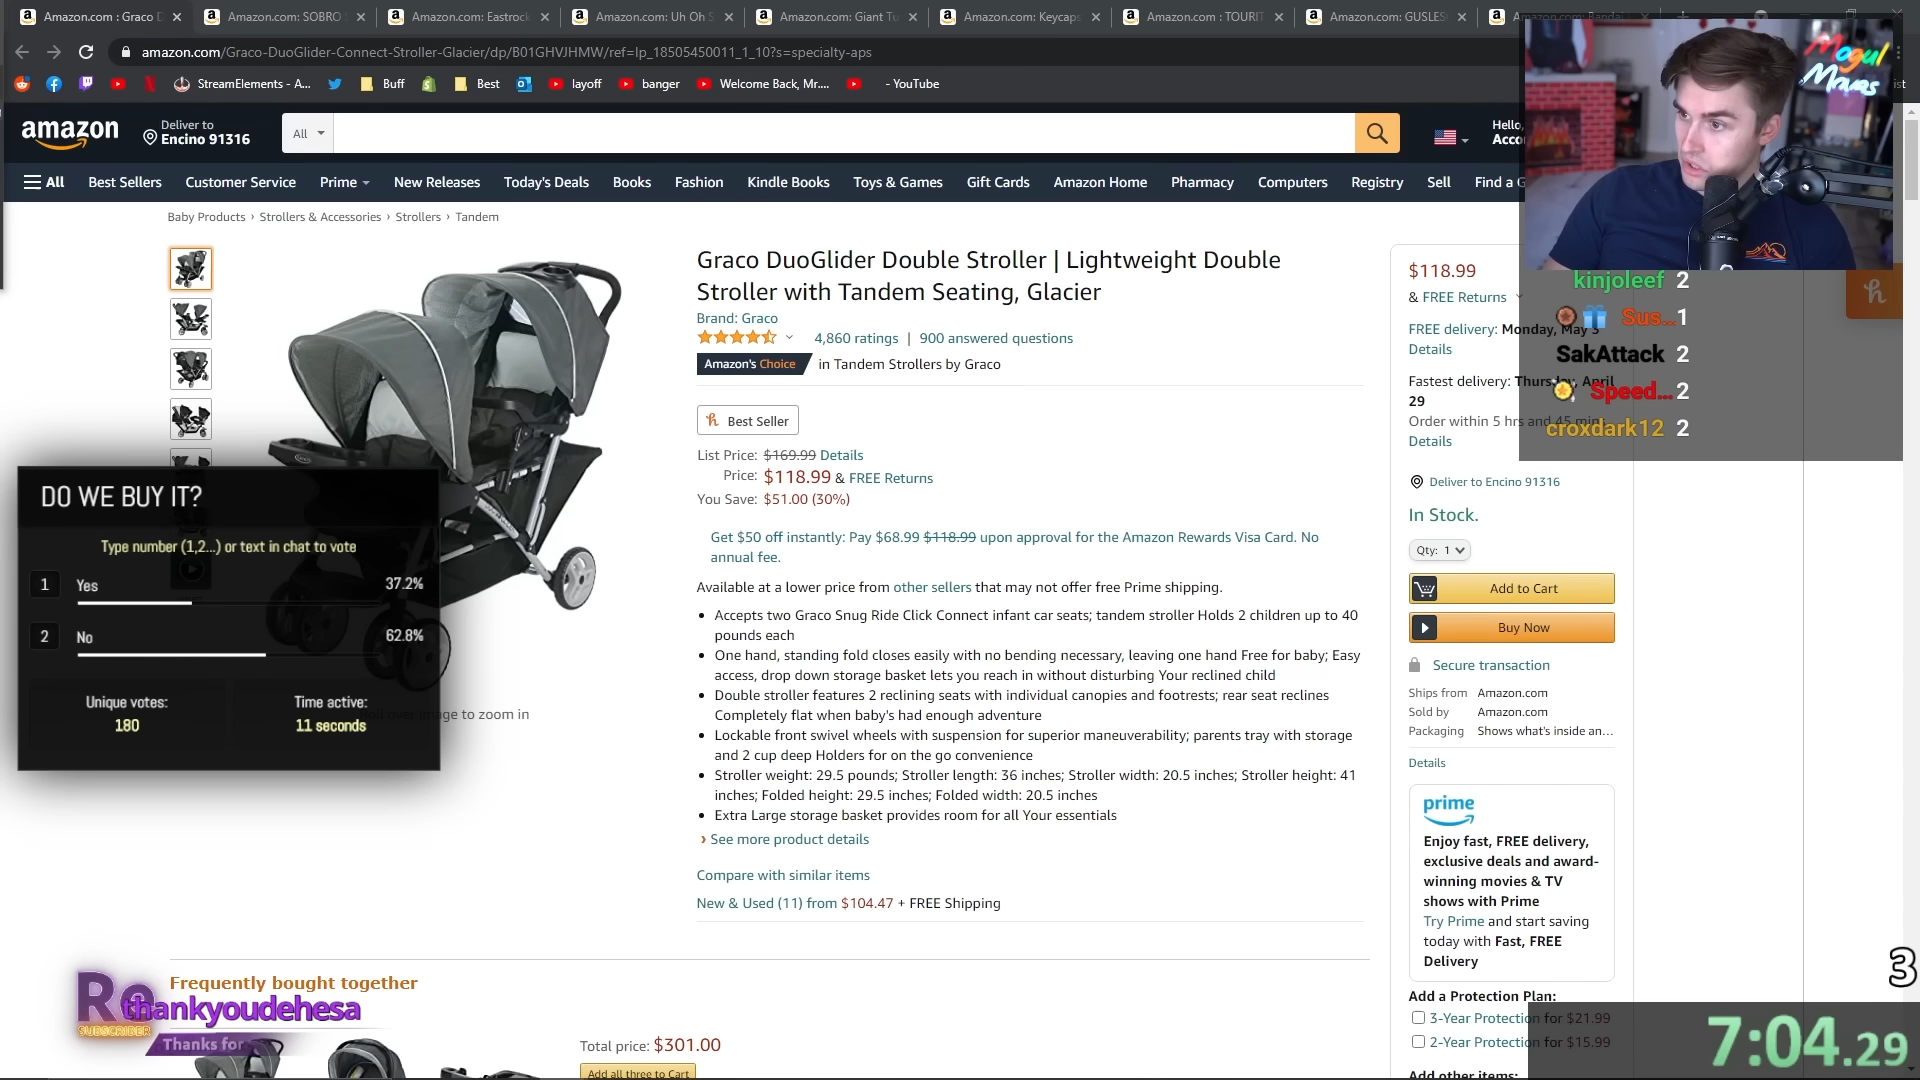 Amazon.com : Graco D
Amazon.com: SOBRO
Amazon.com: Eastrock
Amazon.com: Uh Oh S
Amazon.com: Giant Tu
Amazon.com: Keycaps
Amazon.com : TOURIT
Amazon.com: GUSLES
Amazon.com: Bandai
amazon.com/Graco-DuoGlider-Connect-Stroller-Glacier/dp/B01GHVJHMW/ref=lp_18505450011_1_10?s=specialty-aps
StreamElements - A...
Buff
Best
layoff
banger
Welcome Back, Mr....
- YouTube
Mogul
Moves
amazon
Deliver to
Encino 91316
All
Hello,
All
Best Sellers
Customer Service
Prime
New Releases
Today's Deals
Books
Fashion
Kindle Books
Toys & Games
Gift Cards
Amazon Home
Pharmacy
Computers
Registry
Sell
Find a G
Baby Products › Strollers & Accessories › Strollers › Tandem
Graco DuoGlider Double Stroller | Lightweight Double
Stroller with Tandem Seating, Glacier
Brand: Graco
4,860 ratings | 900 answered questions
Amazon's Choice in Tandem Strollers by Graco
Best Seller
List Price: $169.99 Details
Price: $118.99 & FREE Returns
You Save: $51.00 (30%)
Get $50 off instantly: Pay $68.99 $118.99 upon approval for the Amazon Rewards Visa Card. No
annual fee.
Available at a lower price from other sellers that may not offer free Prime shipping.
Accepts two Graco Snug Ride Click Connect infant car seats; tandem stroller Holds 2 children up to 40
pounds each
One hand, standing fold closes easily with no bending necessary, leaving one hand Free for baby; Easy
access, drop down storage basket lets you reach in without disturbing Your reclined child
Double stroller features 2 reclining seats with individual canopies and footrests; rear seat reclines
Completely flat when baby's had enough adventure
Lockable front swivel wheels with suspension for superior maneuverability; parents tray with storage
and 2 cup deep Holders for on the go convenience
Stroller weight: 29.5 pounds; Stroller length: 36 inches; Stroller width: 20.5 inches; Stroller height: 41
inches; Folded height: 29.5 inches; Folded width: 20.5 inches
Extra Large storage basket provides room for all Your essentials
› See more product details
Compare with similar items
New & Used (11) from $104.47 + FREE Shipping
DO WE BUY IT?
Type number (1,2...) or text in chat to vote
1 Yes 37.2%
2 No 62.8%
Unique votes:
180
Time active:
11 seconds
image to zoom in
Frequently bought together
Re
SUBSCRIBER
thankyoudehesa
Thanks for
Total price: $301.00
Add all three to Cart
$118.99
& FREE Returns
FREE delivery: Monday, May 3
Details
Fastest delivery: Thursday, April
29
Order within 5 hrs and 45 mins
Details
kinjoleef 2
Sus... 1
SakAttack 2
Speed... 2
croxdark12 2
Deliver to Encino 91316
In Stock.
Qty: 1
Add to Cart
Buy Now
Secure transaction
Ships from Amazon.com
Sold by Amazon.com
Packaging Shows what's inside an...
Details
prime
Enjoy fast, FREE delivery,
exclusive deals and award-
winning movies & TV
shows with Prime
Try Prime and start saving
today with Fast, FREE
Delivery
Add a Protection Plan:
3-Year Protection for $21.99
2-Year Protection for $15.99
Add other items:
3
7:04.29